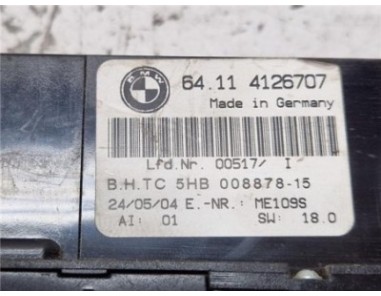 BMW
64.11 4126707
Made in Germany
Lfd.Nr. 00517/ I
B.H.TC 5HB 008878-15
24/05/04 E.-NR.: ME109S
AI: 01 SW: 18.0